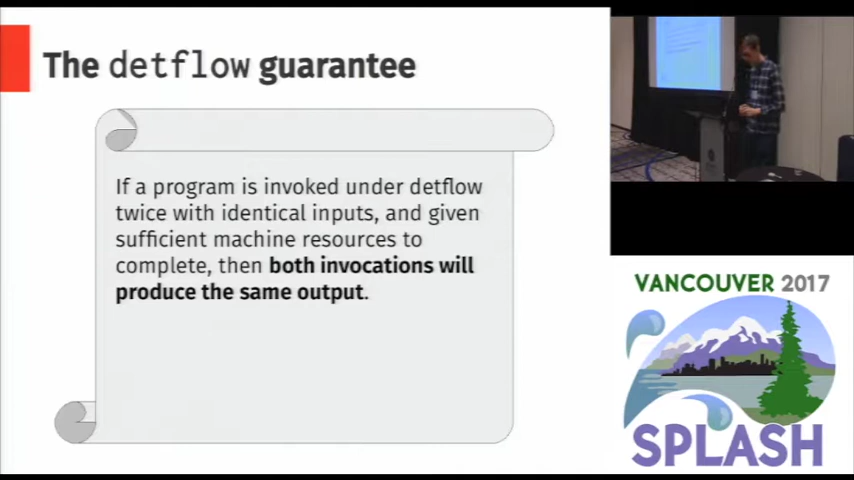 The detflow guarantee
If a program is invoked under detflow
twice with identical inputs, and given
sufficient machine resources to
complete, then both invocations will
produce the same output.
VANCOUVER 2017
SPLASH